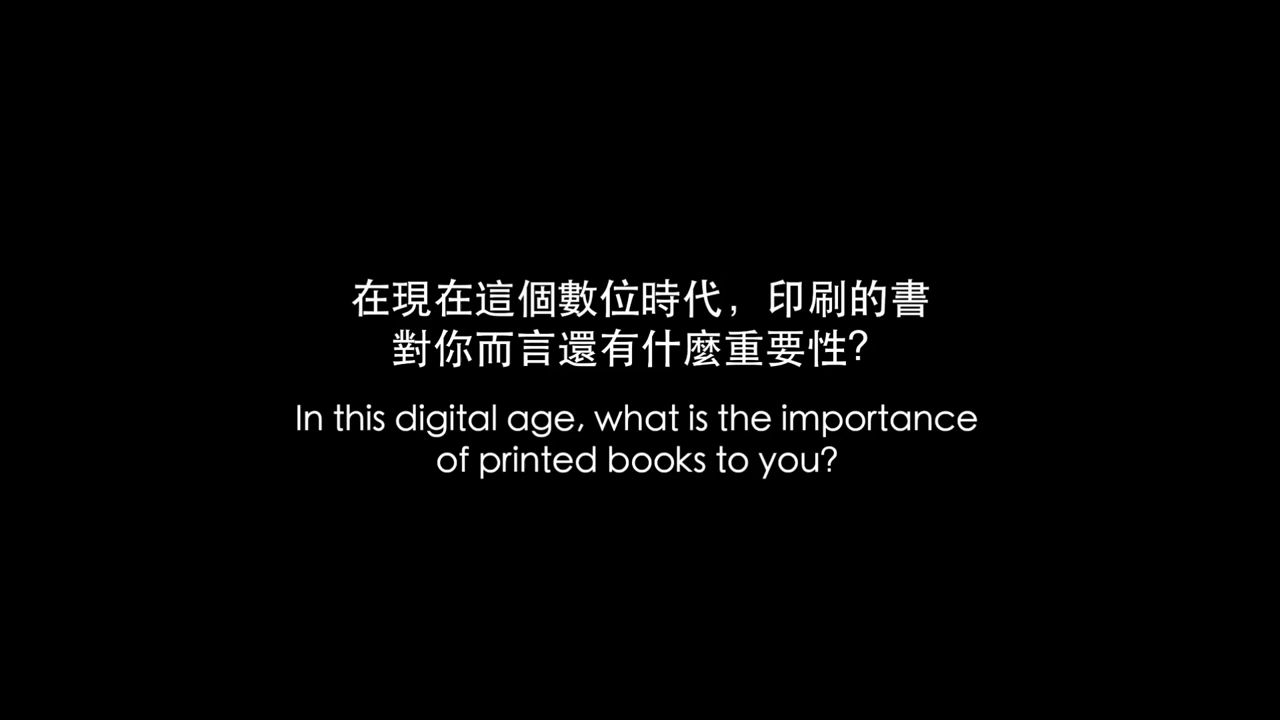 在現在這個數位時代，印刷的書
對你而言還有什麼重要性？
In this digital age, what is the importance
of printed books to you?